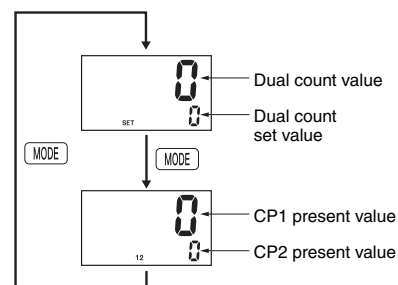 0
Dual count value
SET
0
Dual count
set value
MODE
MODE
0
CP1 present value
12
0
CP2 present value